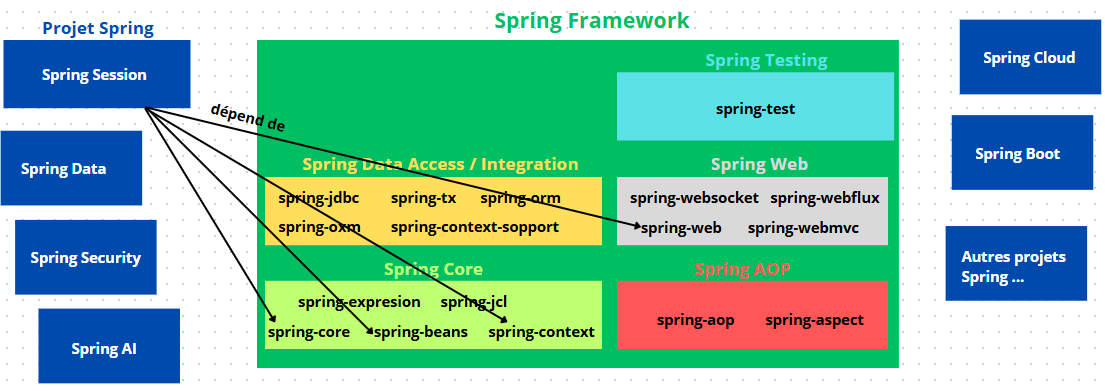 Spring Framework
Projet Spring
Spring Session
Spring Data
Spring Security
Spring AI
dépend de
Spring Testing
spring-test
Spring Data Access / Integration
spring-jdbc spring-tx spring-orm
spring-oxm spring-context-sopport
Spring Web
spring-websocket spring-webflux
spring-web spring-webmvc
Spring Core
spring-expresion spring-jcl
spring-core spring-beans spring-context
Spring AOP
spring-aop spring-aspect
Spring Cloud
Spring Boot
Autres projets
Spring ...